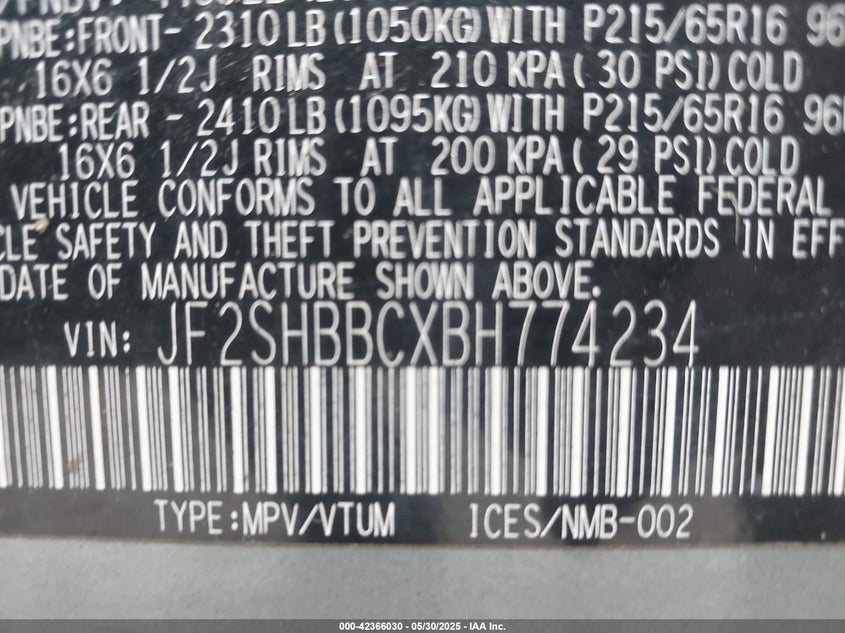 PNBE:FRONT- 2310 LB (1050KG) WITH P215/65R16
16X6 1/2J RIMS AT 210 KPA ( 30 PSI) COLD
PNBE:REAR - 2410 LB (1095KG) WITH P215/65R16
16X6 1/2J RIMS AT 200 KPA ( 29 PSI) COLD
VEHICLE CONFORMS TO ALL APPLICABLE FEDERAL
SAFETY AND THEFT PREVENTION STANDARDS IN
DATE OF MANUFACTURE SHOWN ABOVE.
VIN: JF2SHBBCXBH774234
TYPE:MPV/VTUM ICES/NMB-002
000-42366030 - 05/30/2025 - IAA Inc.